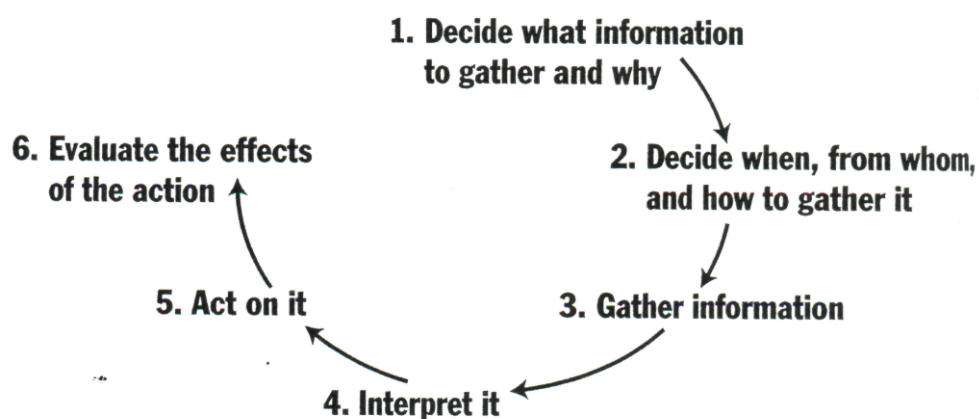 1. Decide what information
to gather and why
2. Decide when, from whom,
and how to gather it
3. Gather information
4. Interpret it
5. Act on it
6. Evaluate the effects
of the action